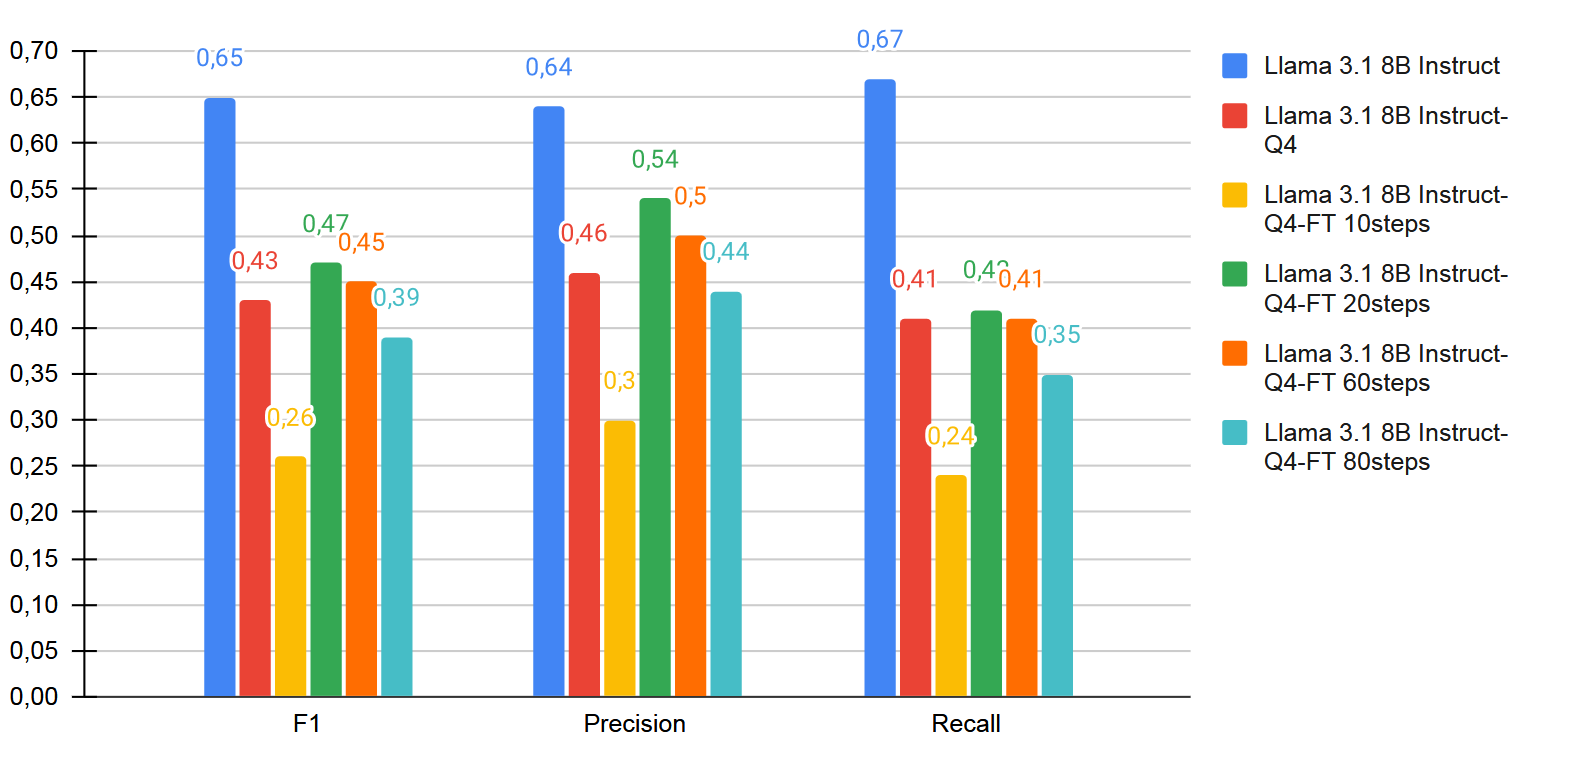 0,70
0,65
0,60
0,55
0,50
0,45
0,40
0,35
0,30
0,25
0,20
0,15
0,10
0,05
0,00
0,65
0,43
0,26
0,47
0,45
0,39
0,64
0,46
0,3
0,54
0,5
0,44
0,67
0,41
0,24
0,42
0,41
0,35
F1
Precision
Recall
Llama 3.1 8B Instruct
Llama 3.1 8B Instruct-
Q4
Llama 3.1 8B Instruct-
Q4-FT 10steps
Llama 3.1 8B Instruct-
Q4-FT 20steps
Llama 3.1 8B Instruct-
Q4-FT 60steps
Llama 3.1 8B Instruct-
Q4-FT 80steps